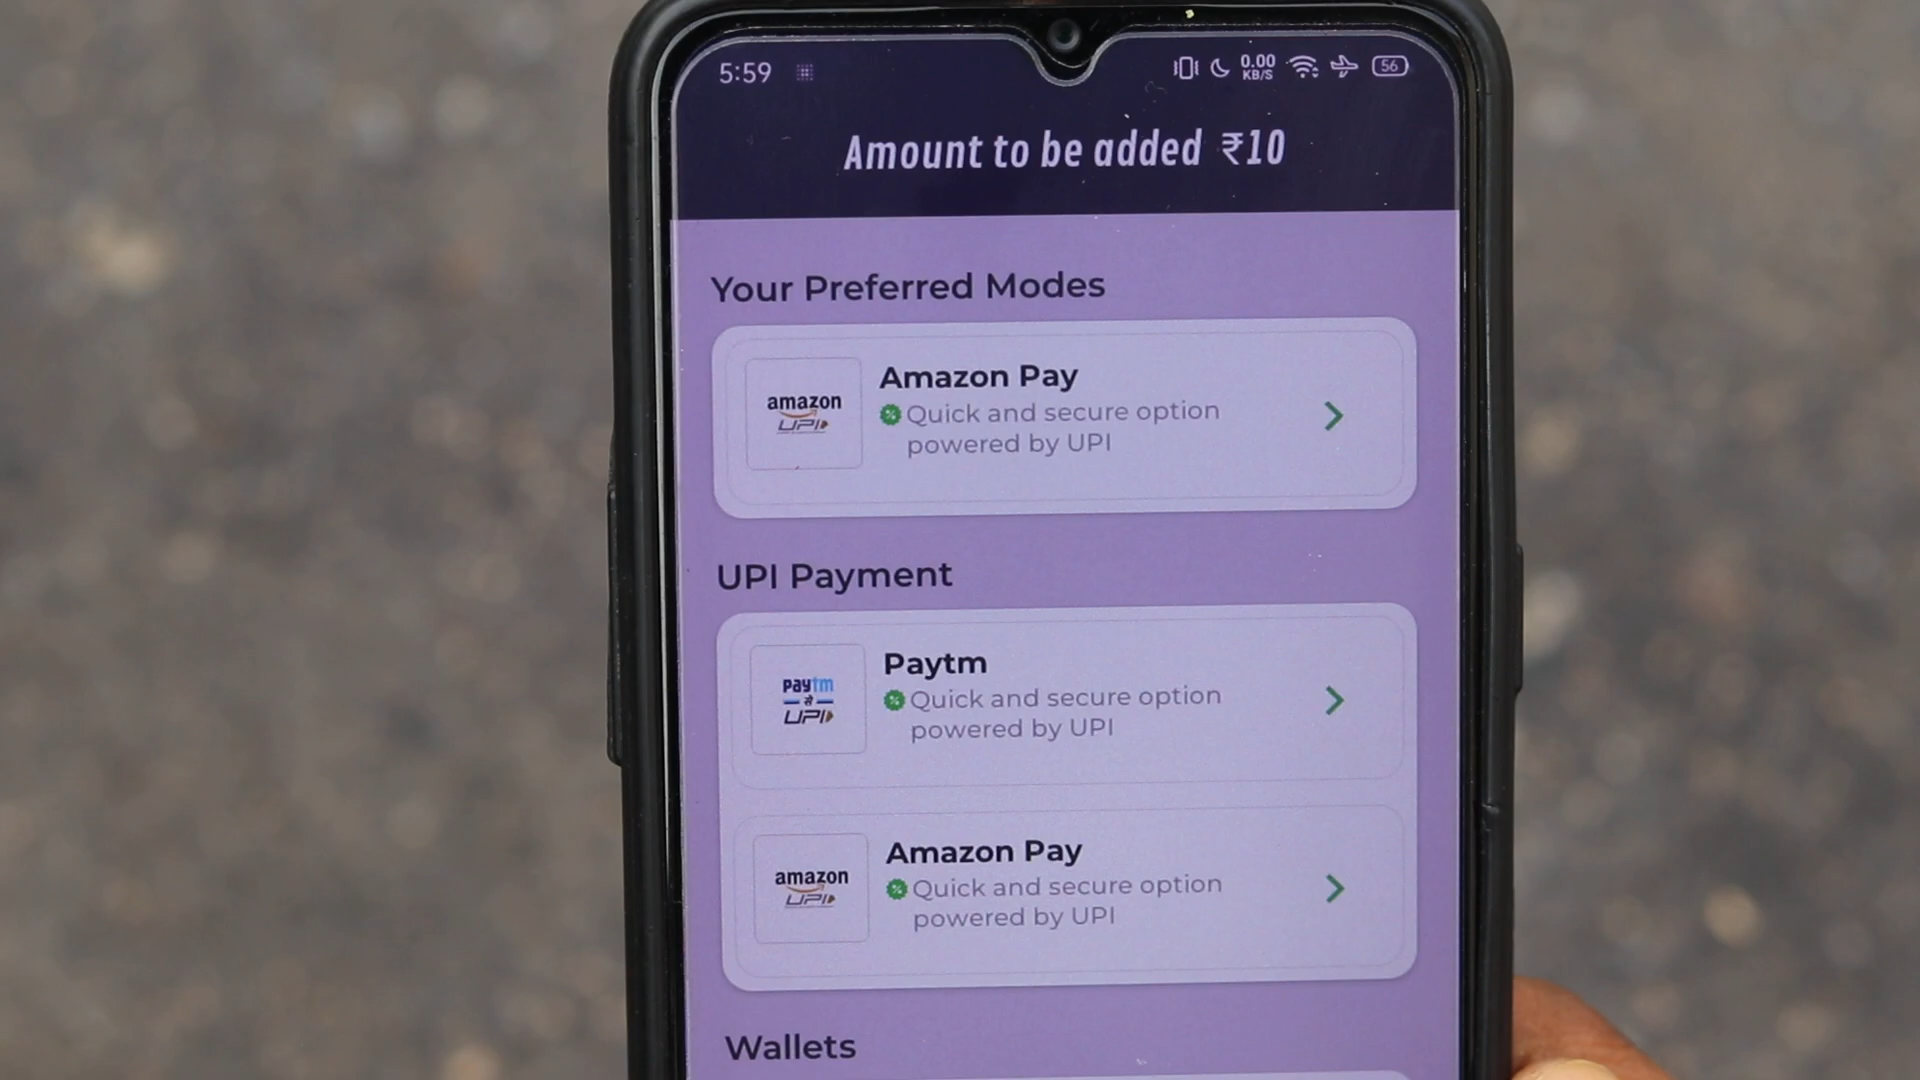 5:59
0.00
KB/S
56
Amount to be added ₹10
Your Preferred Modes
amazon
UPI
Amazon Pay
Quick and secure option
powered by UPI
UPI Payment
paytm
से
UPI
Paytm
Quick and secure option
powered by UPI
amazon
UPI
Amazon Pay
Quick and secure option
powered by UPI
Wallets